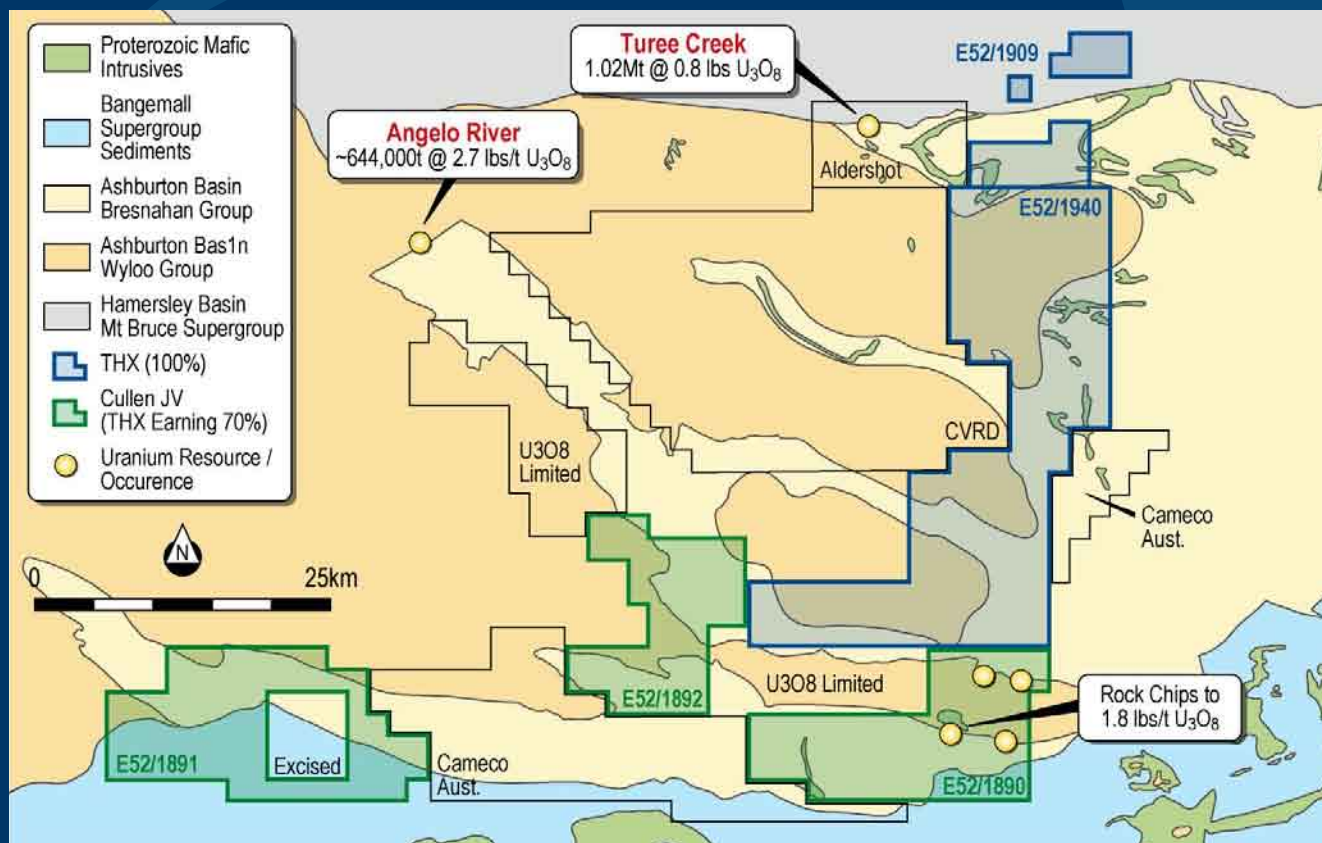 Proterozoic Mafic
Intrusives
Bangemall
Supergroup
Sediments
Ashburton Basin
Bresnahan Group
Ashburton Bas1n
Wyloo Group
Hamersley Basin
Mt Bruce Supergroup
THX (100%)
Cullen JV
(THX Earning 70%)
Uranium Resource /
Occurence
N
0
25km
Turee Creek
1.02Mt @ 0.8 lbs U₃O₈
Angelo River
~644,000t @ 2.7 lbs/t U₃O₈
E52/1909
Aldershot
E52/1940
U3O8
Limited
CVRD
Cameco
Aust.
E52/1892
U3O8 Limited
Rock Chips to
1.8 lbs/t U₃O₈
E52/1891
Excised
Cameco
Aust.
E52/1890